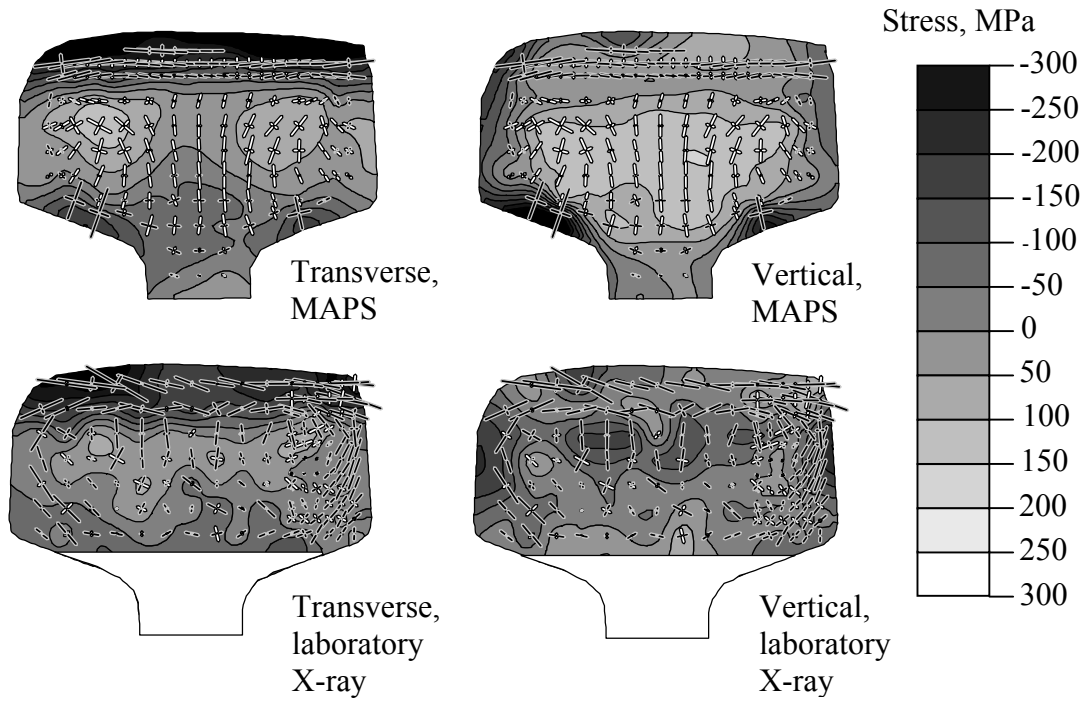 Stress, MPa
-300
-250
-200
-150
-100
-50
0
50
100
150
200
250
300
Transverse,
MAPS
Vertical,
MAPS
Transverse,
laboratory
X-ray
Vertical,
laboratory
X-ray